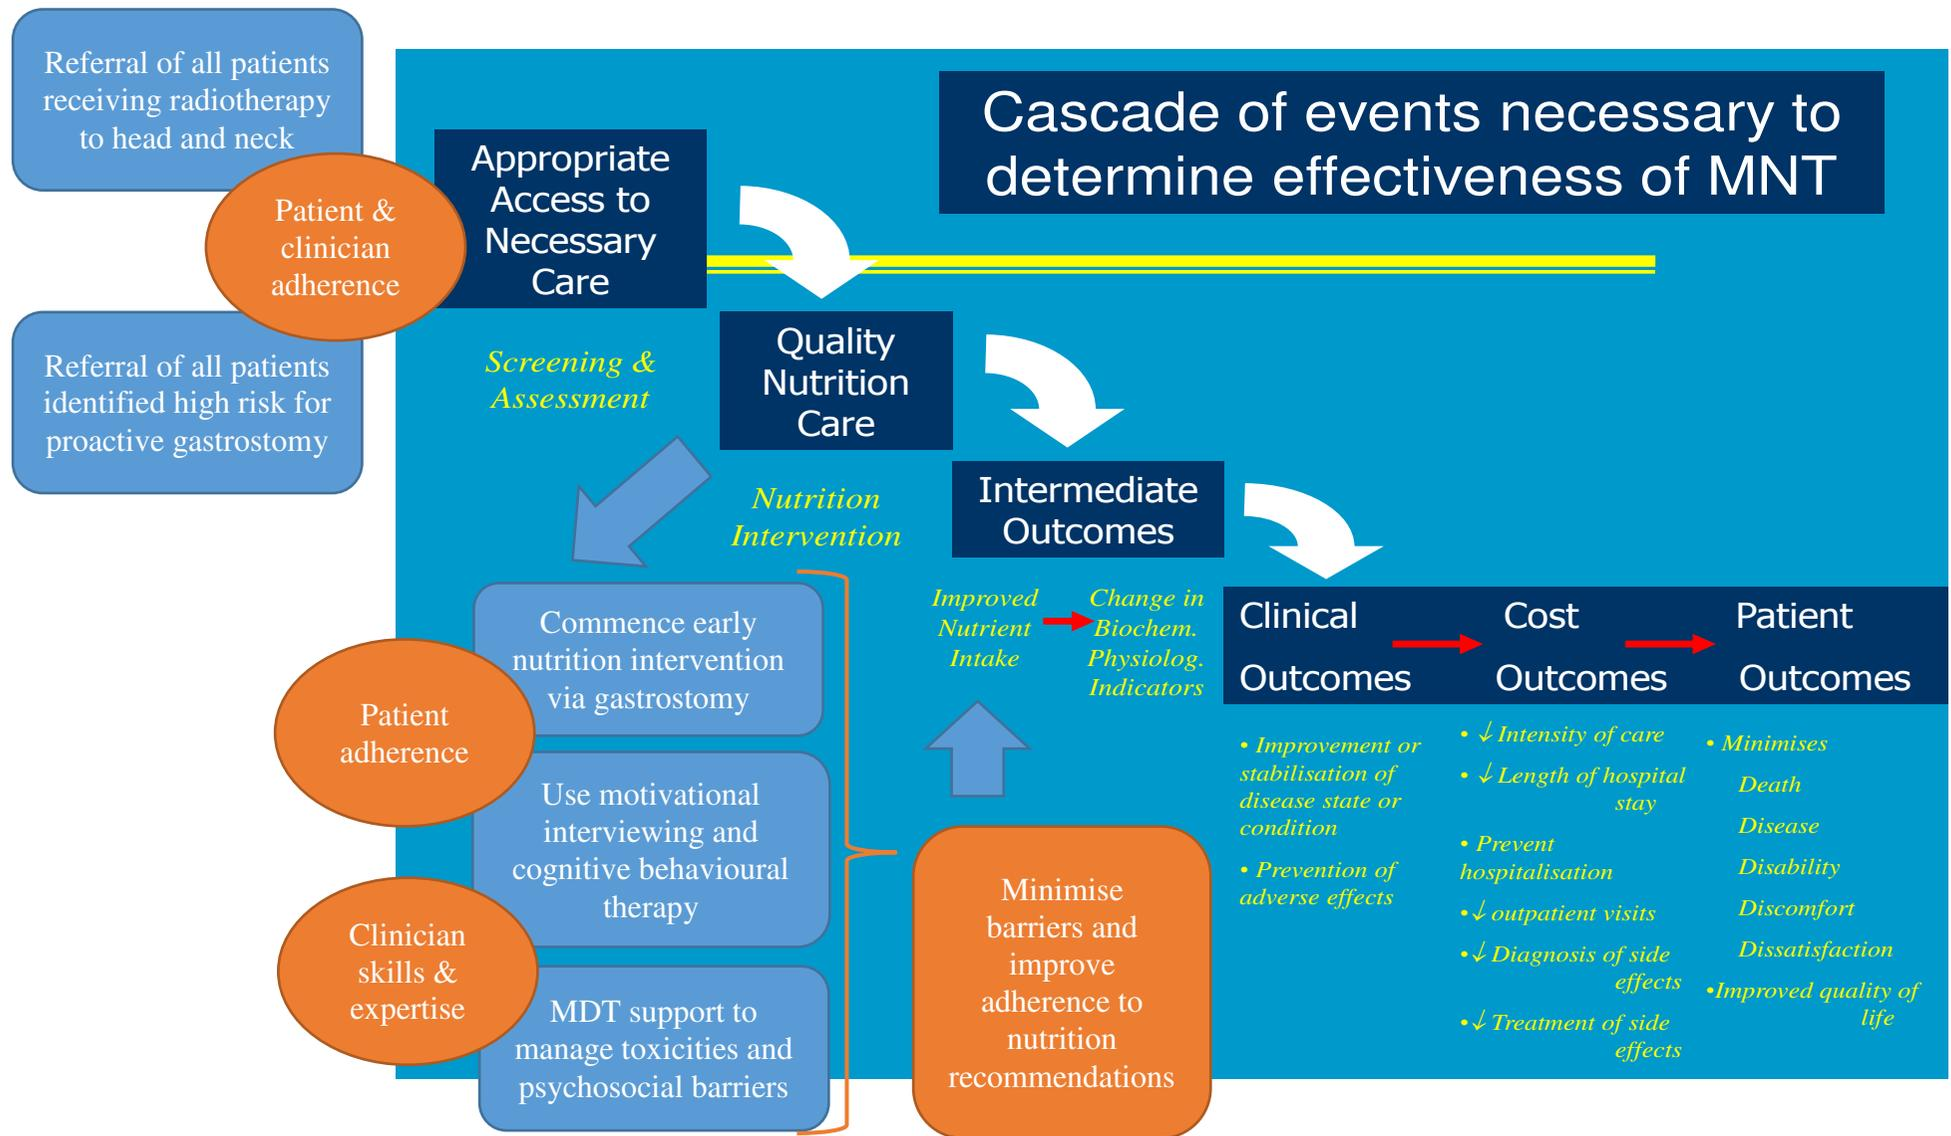 Referral of all patients
receiving radiotherapy
to head and neck
Patient &
clinician
adherence
Referral of all patients
identified high risk for
proactive gastrostomy
Cascade of events necessary to
determine effectiveness of MNT
Appropriate
Access to
Necessary
Care
Screening &
Assessment
Quality
Nutrition
Care
Nutrition
Intervention
Intermediate
Outcomes
Improved
Nutrient
Intake
Change in
Biochem.
Physiolog.
Indicators
Commence early
nutrition intervention
via gastrostomy
Patient
adherence
Use motivational
interviewing and
cognitive behavioural
therapy
Clinician
skills &
expertise
MDT support to
manage toxicities and
psychosocial barriers
Minimise
barriers and
improve
adherence to
nutrition
recommendations
Clinical
Outcomes
Cost
Outcomes
Patient
Outcomes
• Improvement or
stabilisation of
disease state or
condition
• Prevention of
adverse effects
• ↓ Intensity of care
• ↓ Length of hospital
stay
• Prevent
hospitalisation
•↓ outpatient visits
•↓ Diagnosis of side
effects
•↓ Treatment of side
effects
• Minimises
Death
Disease
Disability
Discomfort
Dissatisfaction
•Improved quality of
life